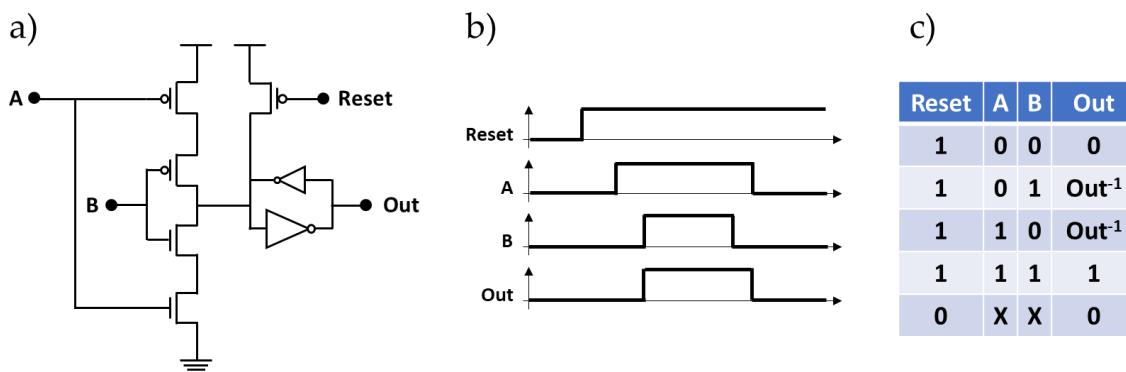 a)
A
Reset
B
Out
b)
Reset
A
B
Out
c)
Reset A B Out
1 0 0 0
1 0 1 Out⁻¹
1 1 0 Out⁻¹
1 1 1 1
0 X X 0